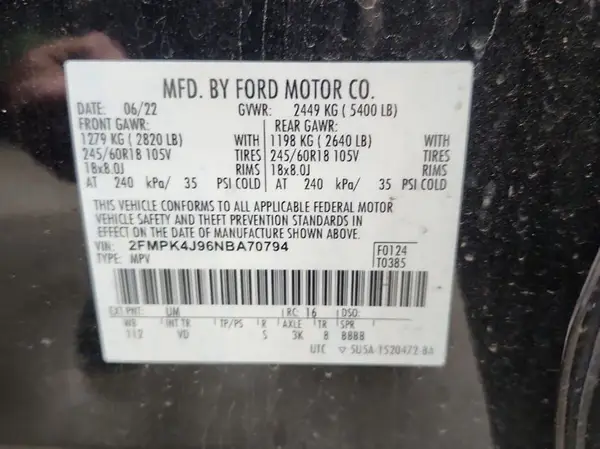 MFD. BY FORD MOTOR CO.
DATE: 06/22 GVWR: 2449 KG ( 5400 LB)
FRONT GAWR: REAR GAWR:
1279 KG ( 2820 LB) WITH 1198 KG ( 2640 LB) WITH
245/60R18 105V TIRES 245/60R18 105V TIRES
18x8.0J RIMS 18x8.0J RIMS
AT 240 kPa/ 35 PSI COLD AT 240 kPa/ 35 PSI COLD
THIS VEHICLE CONFORMS TO ALL APPLICABLE FEDERAL MOTOR
VEHICLE SAFETY AND THEFT PREVENTION STANDARDS IN
EFFECT ON THE DATE OF MANUFACTURE SHOWN ABOVE.
VIN: 2FMPK4J96NBA70794 F0124
TYPE: MPV T0385
EXT PNT: UM RC: 16 DSO:
WB INT TR TP/PS R AXLE TR SPR
112 VD S 3K 8 BBBB
UTC ▽ 5U5A-1520472-BA